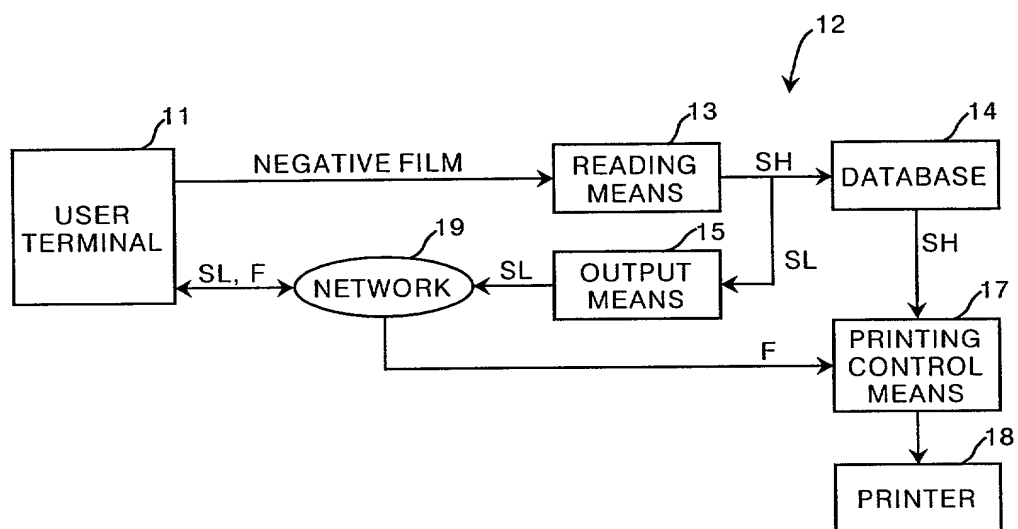 12
11
13
14
NEGATIVE FILM
READING
MEANS
SH
DATABASE
USER
TERMINAL
19
15
SH
SL, F
NETWORK
SL
OUTPUT
MEANS
SL
17
F
PRINTING
CONTROL
MEANS
18
PRINTER